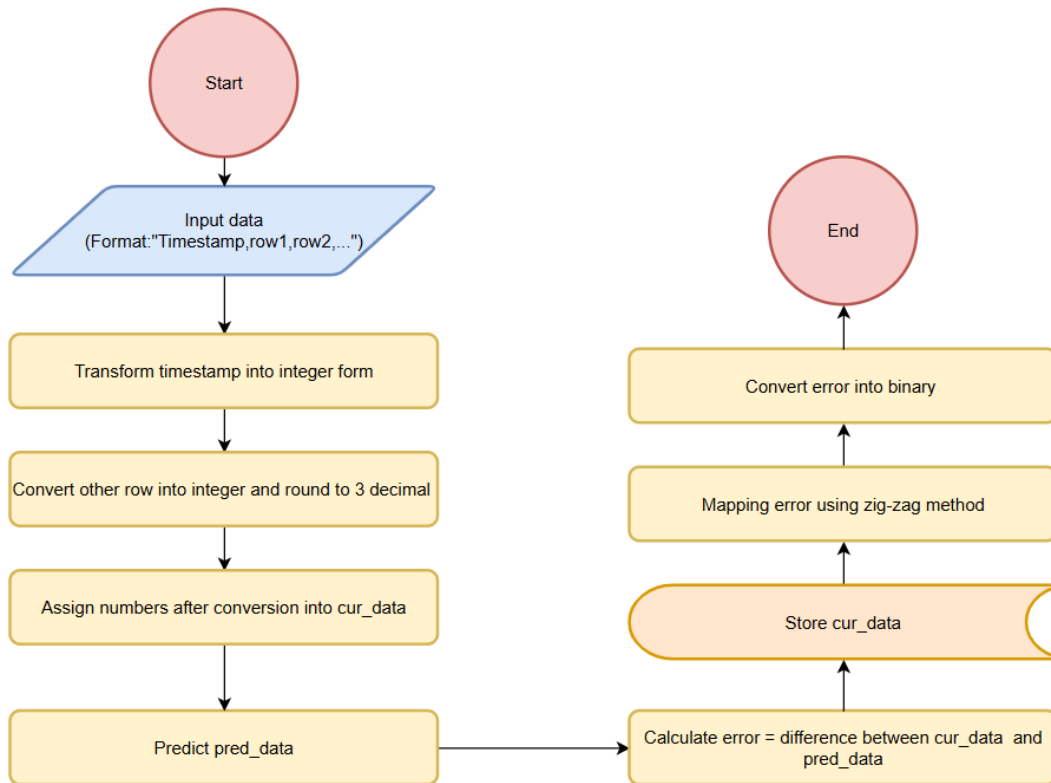 Start
Input data
(Format:"Timestamp,row1,row2,...")
Transform timestamp into integer form
Convert other row into integer and round to 3 decimal
Assign numbers after conversion into cur_data
Predict pred_data
Calculate error = difference between cur_data and
pred_data
Store cur_data
Mapping error using zig-zag method
Convert error into binary
End